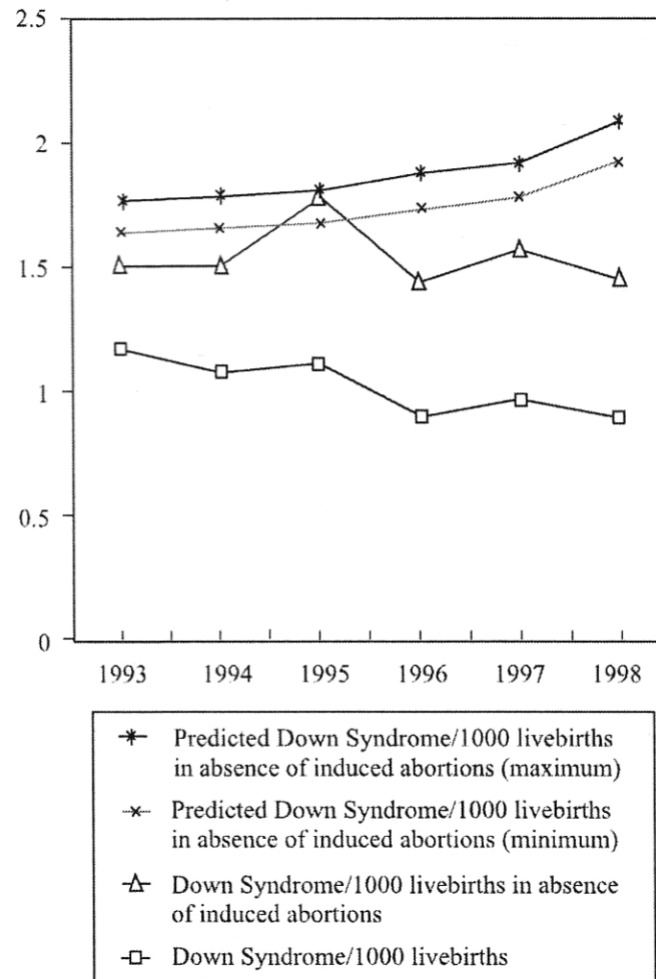 2.5
2
1.5
1
0.5
0
1993 1994 1995 1996 1997 1998
Predicted Down Syndrome/1000 livebirths
in absence of induced abortions (maximum)
Predicted Down Syndrome/1000 livebirths
in absence of induced abortions (minimum)
Down Syndrome/1000 livebirths in absence
of induced abortions
Down Syndrome/1000 livebirths